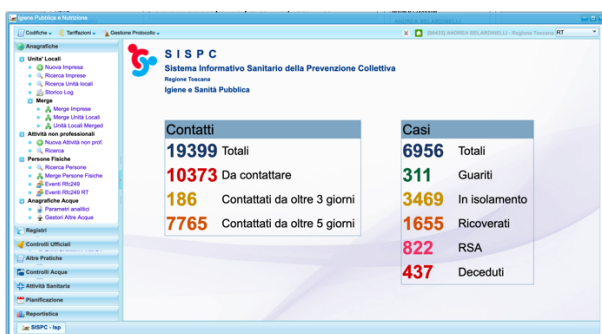 Igiene Pubblica e Nutrizione
Codifiche
Tariffazioni
Gestione Protocollo
ANDREA BELARDINELLI
[86425] ANDREA BELARDINELLI - Regione Toscana
RT
Anagrafiche
Unita' Locali
Nuova Impresa
Ricerca Imprese
Ricerca Unità locali
Storico Log
Merge
Merge Imprese
Merge Unità Locali
Unità Locali Merged
Attività non professionali
Nuova Attività non prof.
Ricerca
Persone Fisiche
Ricerca Persone
Merge Persone Fisiche
Eventi Rfc249
Eventi Rfc249 RT
Anagrafiche Acque
Parametri analitici
Gestori Altre Acque
Registri
Controlli Ufficiali
Altre Pratiche
Controlli Acque
Attività Sanitaria
Pianificazione
Reportistica
SISPC - Isp
S I S P C
Sistema Informativo Sanitario della Prevenzione Collettiva
Regione Toscana
Igiene e Sanità
Pubblica
Contatti
19399 Totali
10373 Da contattare
186 Contattati da oltre 3 giorni
7765 Contattati da oltre 5 giorni
Casi
6956 Totali
311 Guariti
3469 In isolamento
1655 Ricoverati
822 RSA
437 Deceduti